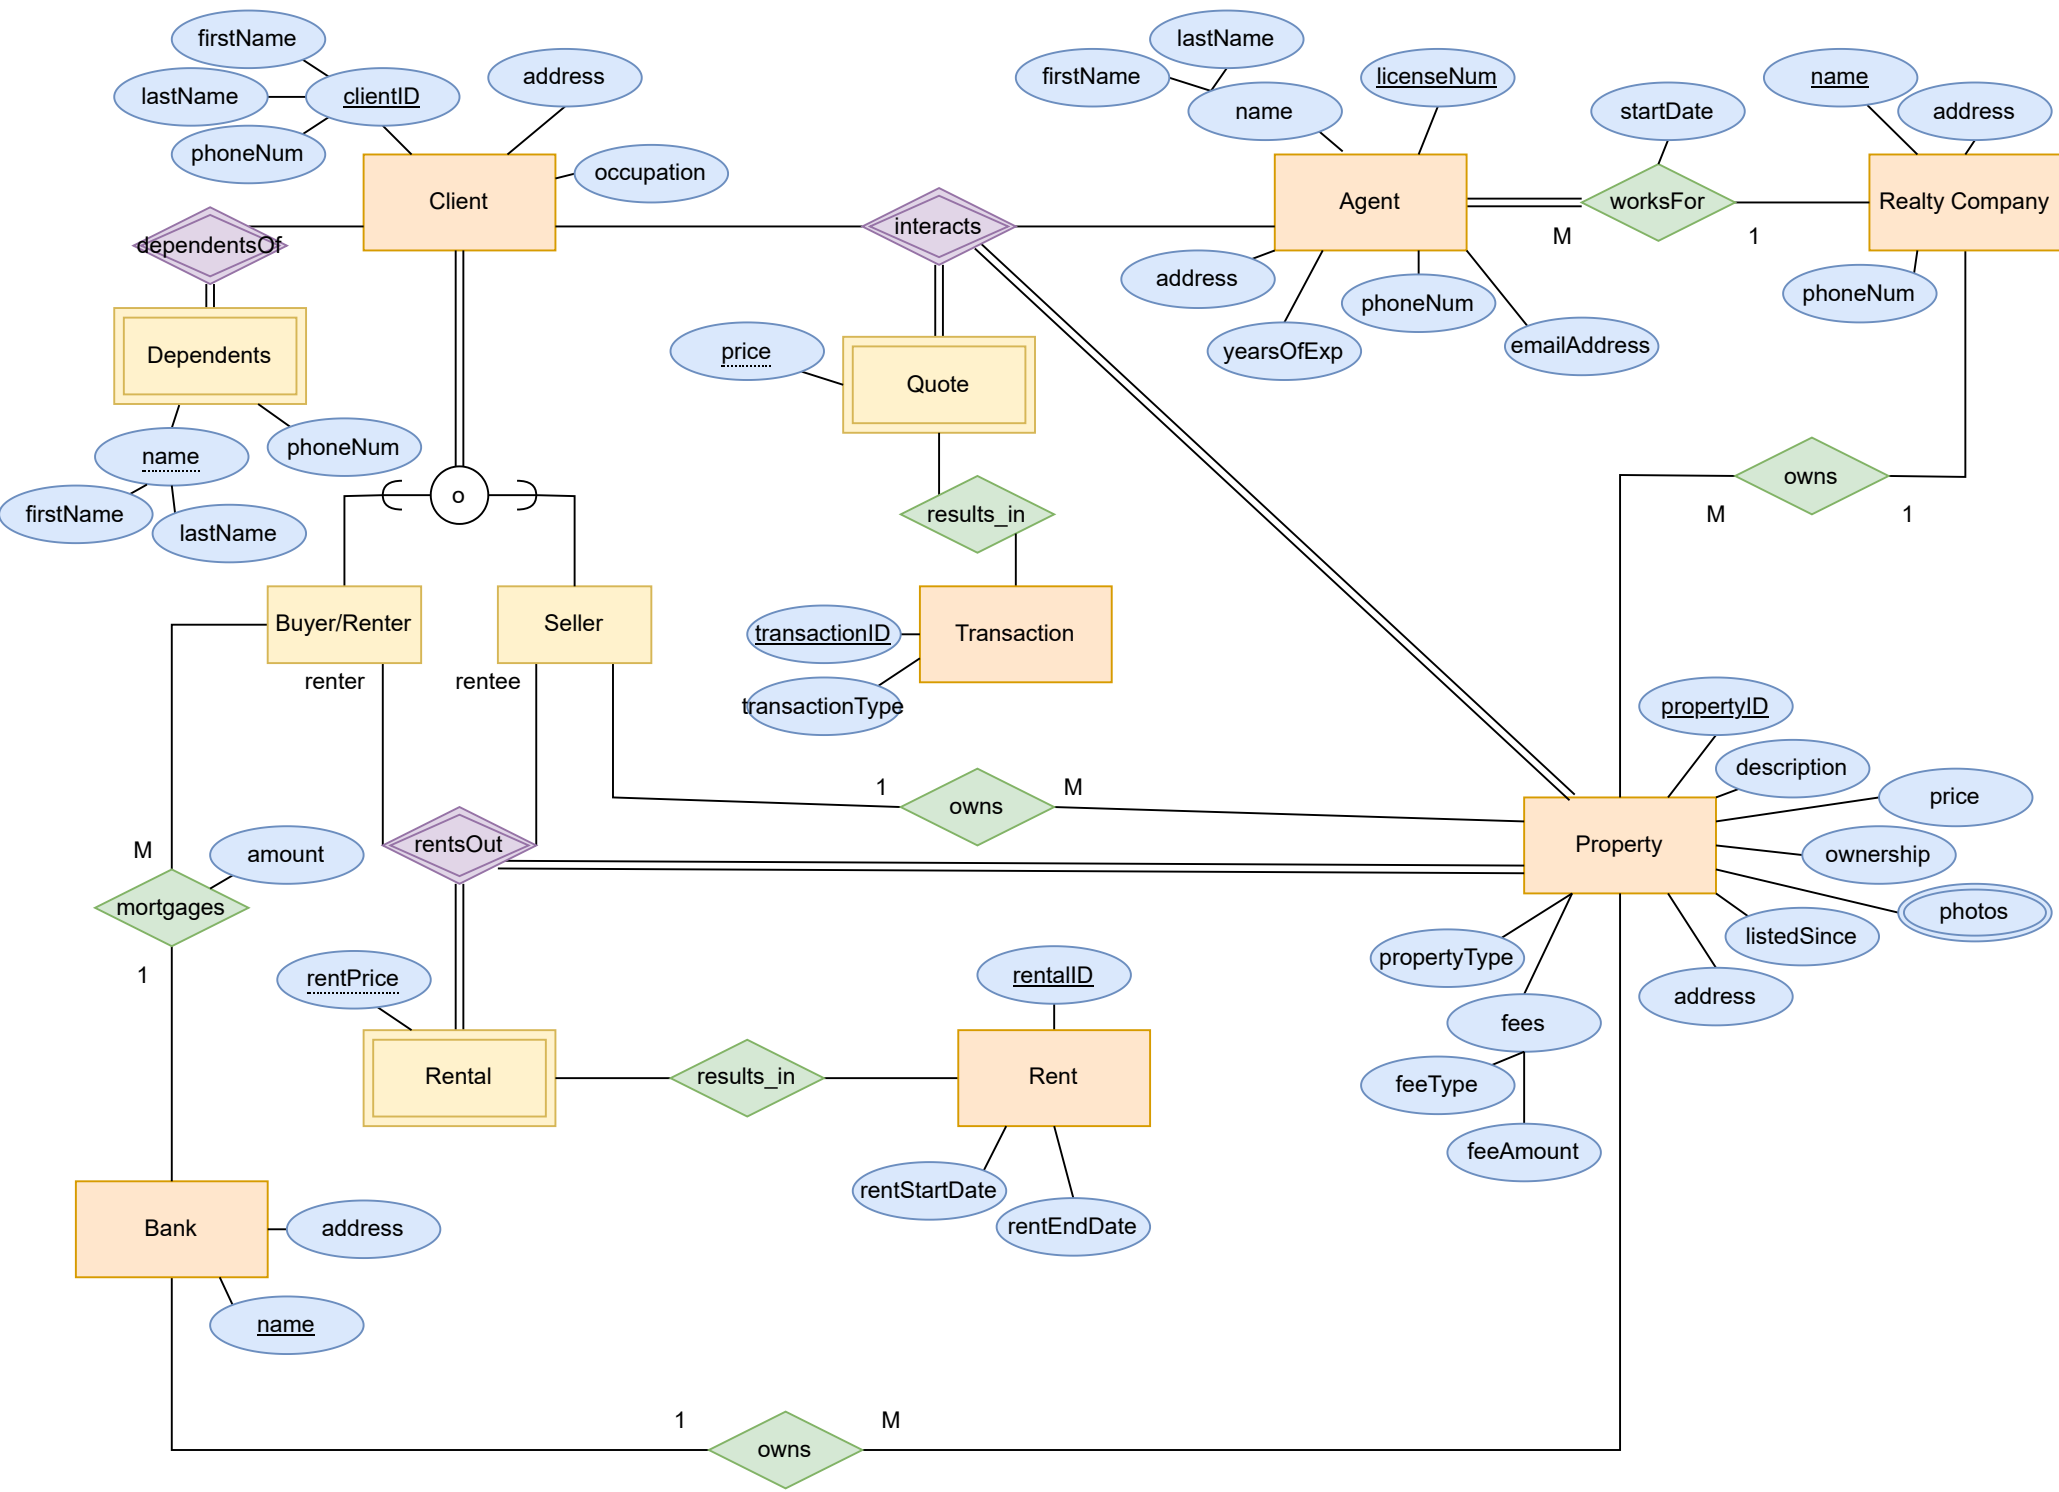 firstName
lastName
address
firstName
licenseNum
name
lastName
clientID
name
startDate
address
phoneNum
occupation
Client
Agent
worksFor
Realty Company
interacts
dependentsOf
M
1
address
phoneNum
phoneNum
Dependents
price
yearsOfExp
emailAddress
Quote
name
phoneNum
owns
o
firstName
lastName
results_in
M
1
Buyer/Renter
Seller
transactionID
Transaction
renter
rentee
transactionType
propertyID
description
1
M
price
owns
Property
rentsOut
M
amount
ownership
mortgages
photos
listedSince
propertyType
1
rentPrice
rentalID
address
fees
Rental
results_in
Rent
feeType
feeAmount
rentStartDate
rentEndDate
Bank
address
name
1
M
owns